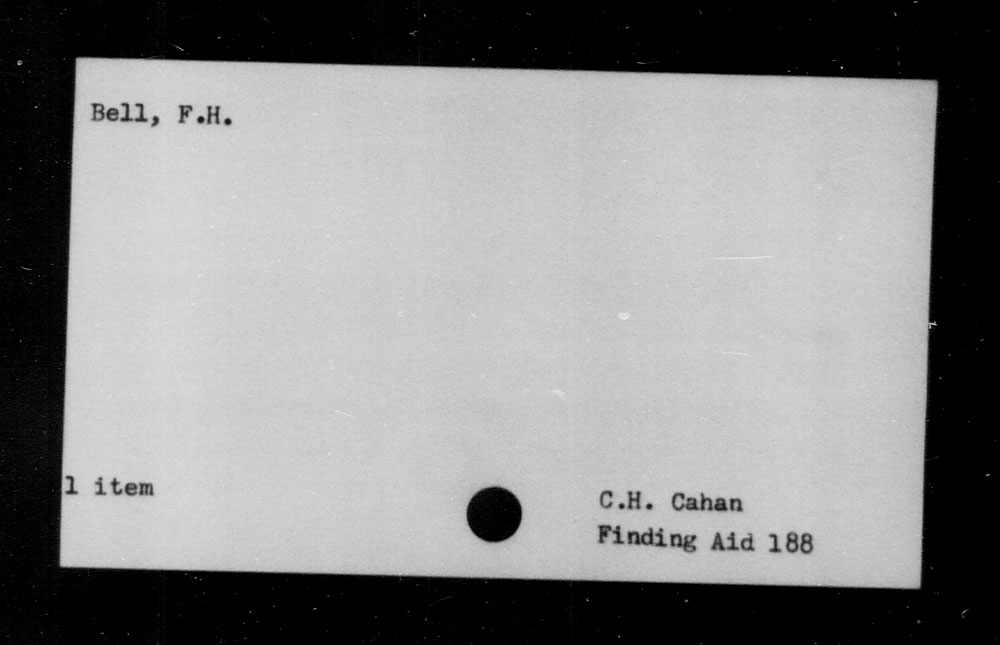 Bell, F.H.
1 item
C.H. Cahan
Finding Aid 188